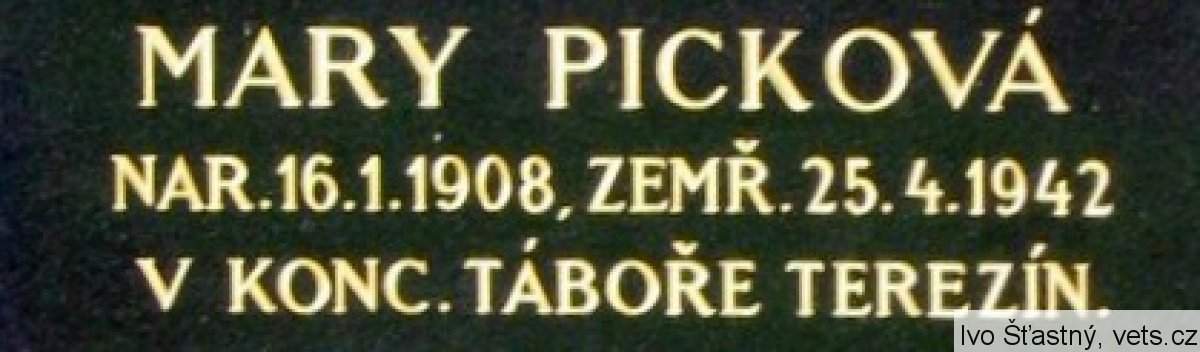 MARY PICKOVÁ
NAR.16.1.1908, ZEMŘ. 25.4.1942
V KONC. TÁBOŘE TEREZÍN.
Ivo Šťastný, vets.cz